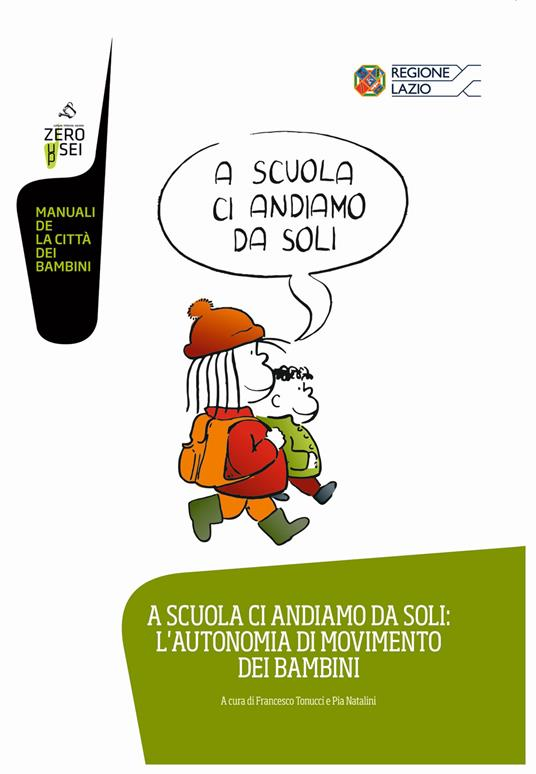 REGIONE
LAZIO
ZERO
SEI
MANUALI
DE
LA CITTÀ
DEI
BAMBINI
A SCUOLA
CI ANDIAMO
DA SOLI
A SCUOLA CI ANDIAMO DA SOLI:
L'AUTONOMIA DI MOVIMENTO
DEI BAMBINI
A cura di Francesco Tonucci e Pia Natalini